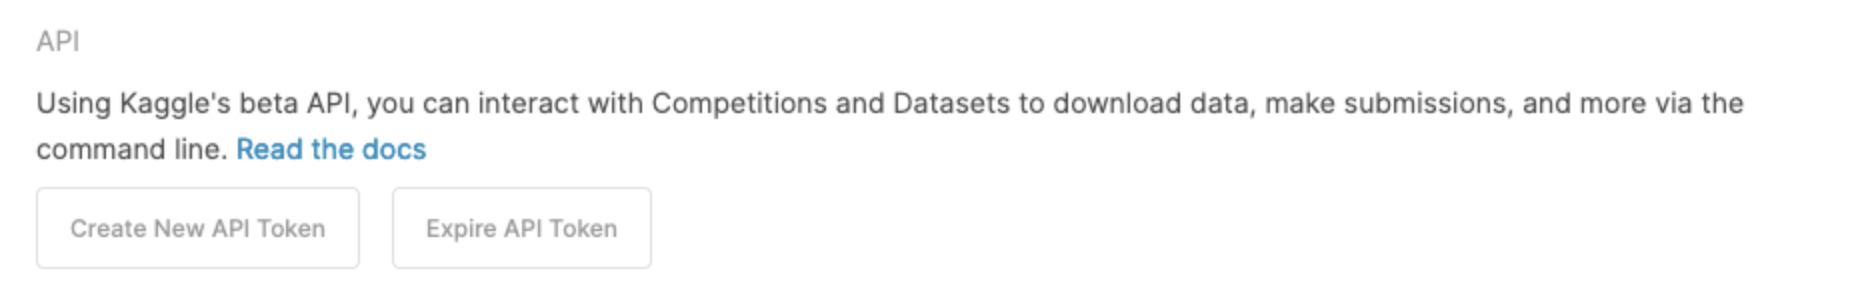 API
Using Kaggle's beta API, you can interact with Competitions and Datasets to download data, make submissions, and more via the
command line. Read the docs
Create New API Token
Expire API Token